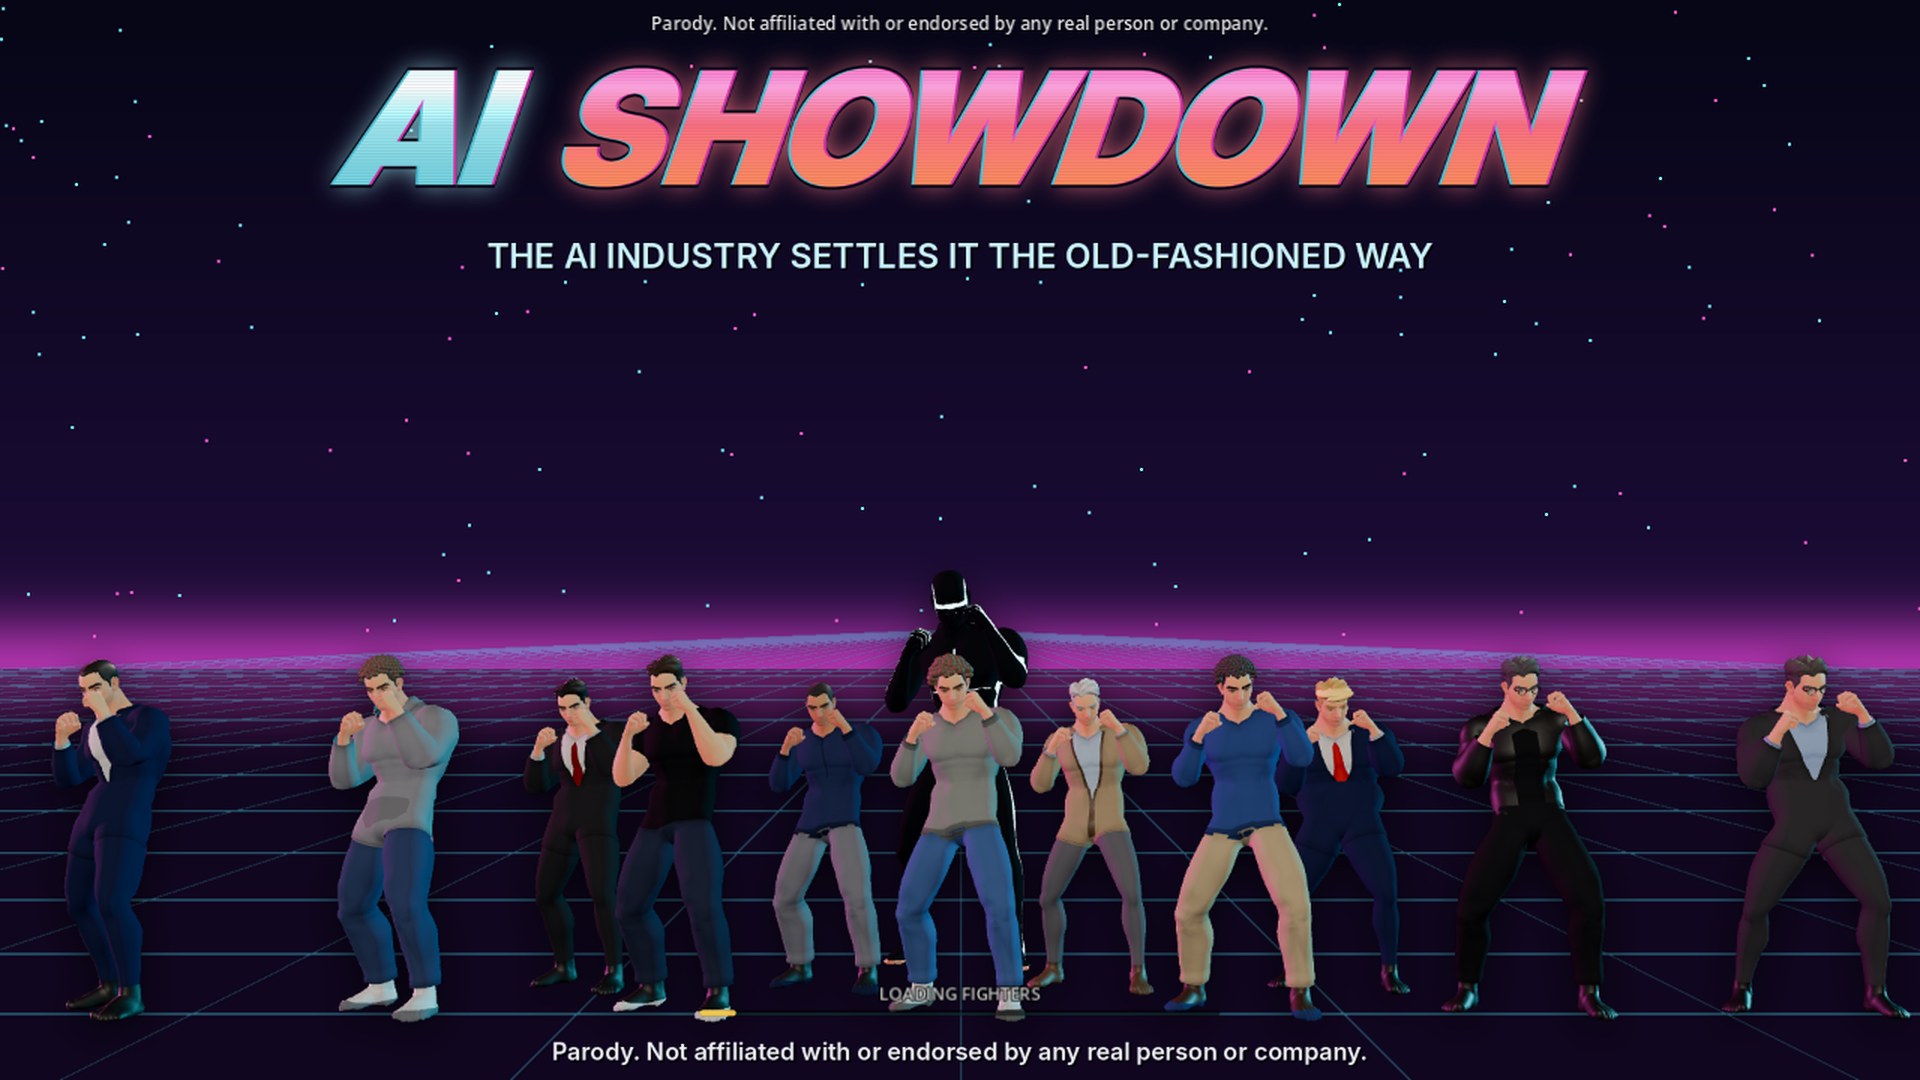 Parody. Not affiliated with or endorsed by any real person or company.
AI SHOWDOWN
THE AI INDUSTRY SETTLES IT THE OLD-FASHIONED WAY
LOADING FIGHTERS
Parody. Not affiliated with or endorsed by any real person or company.